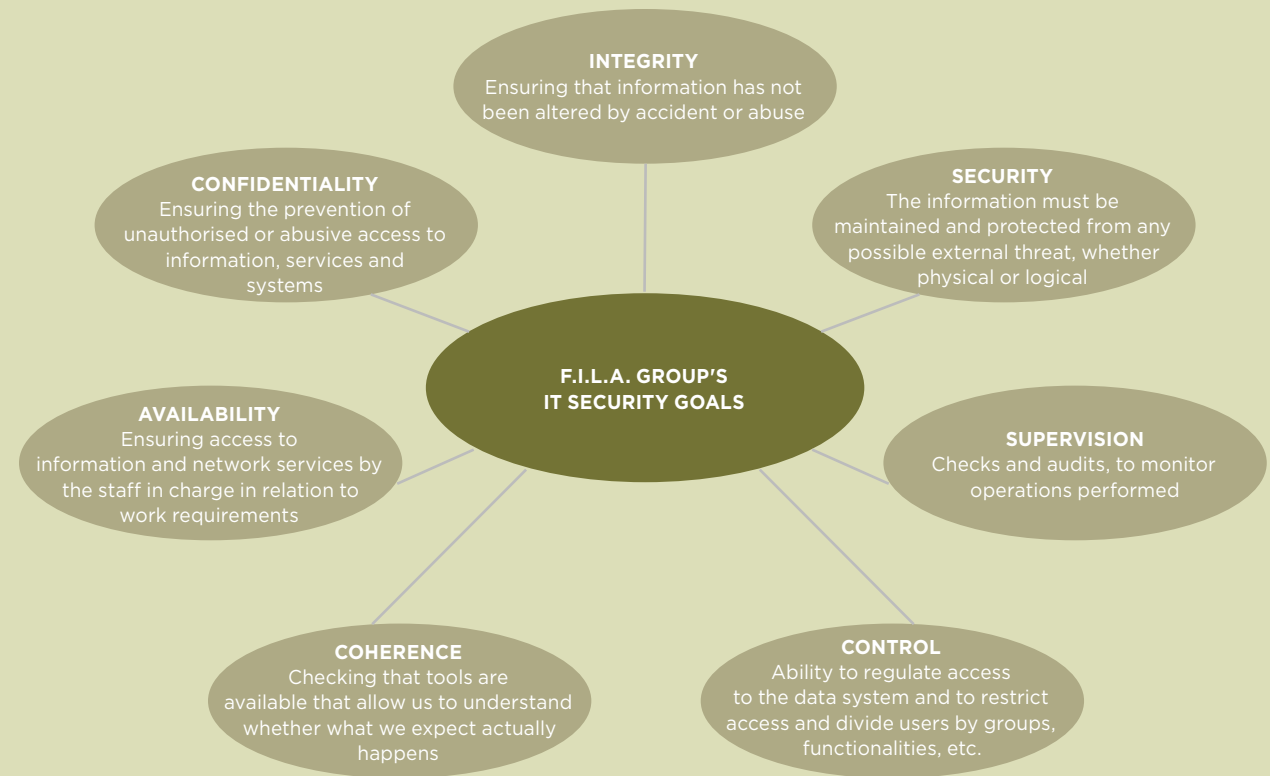 INTEGRITY
Ensuring that information has not
been altered by accident or abuse
CONFIDENTIALITY
Ensuring the prevention of
unauthorised or abusive access to
information, services and
systems
SECURITY
The information must be
maintained and protected from any
possible external threat, whether
physical or logical
F.I.L.A. GROUP'S
IT SECURITY GOALS
AVAILABILITY
Ensuring access to
information and network services by
the staff in charge in relation to
work requirements
SUPERVISION
Checks and audits, to monitor
operations performed
COHERENCE
Checking that tools are
available that allow us to understand
whether what we expect actually
happens
CONTROL
Ability to regulate access
to the data system and to restrict
access and divide users by groups,
functionalities, etc.